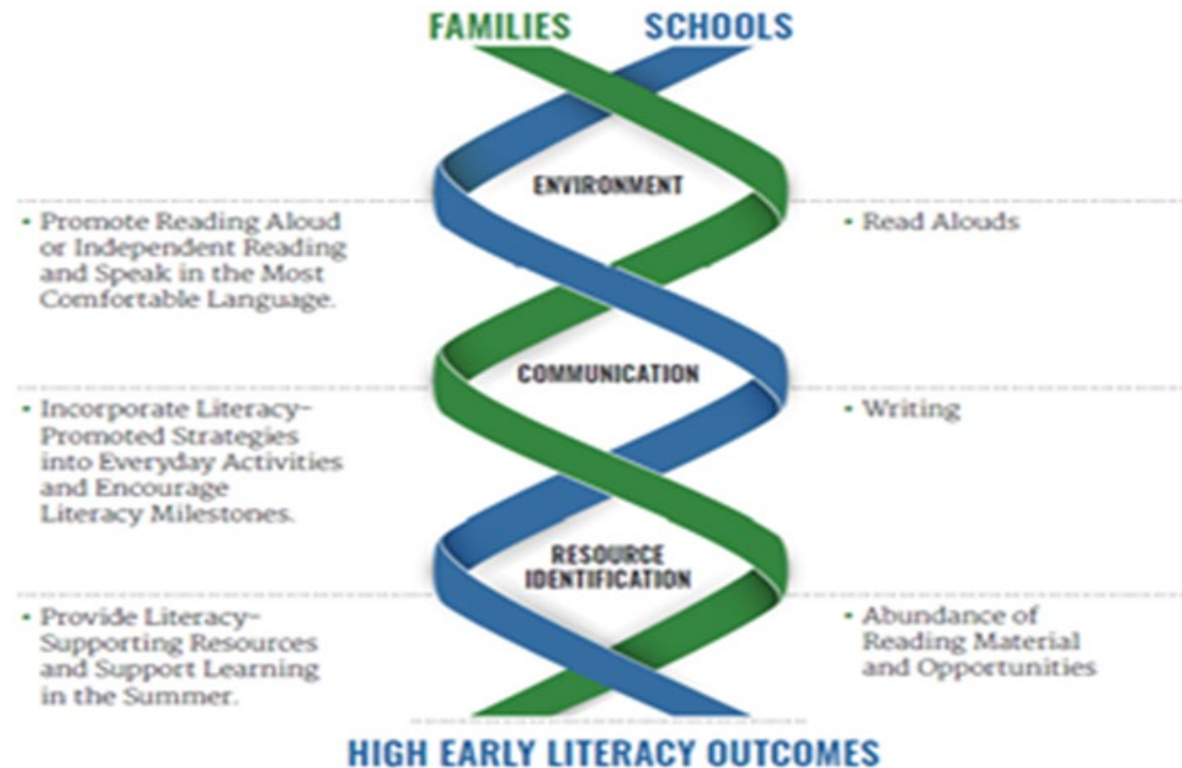 FAMILIES SCHOOLS
ENVIRONMENT
• Promote Reading Aloud
or Independent Reading
and Speak in the Most
Comfortable Language.
• Read Alouds
COMMUNICATION
• Incorporate Literacy-
Promoted Strategies
into Everyday Activities
and Encourage
Literacy Milestones.
• Writing
RESOURCE
IDENTIFICATION
• Provide Literacy-
Supporting Resources
and Support Learning
in the Summer.
• Abundance of
Reading Material
and Opportunities
HIGH EARLY LITERACY OUTCOMES